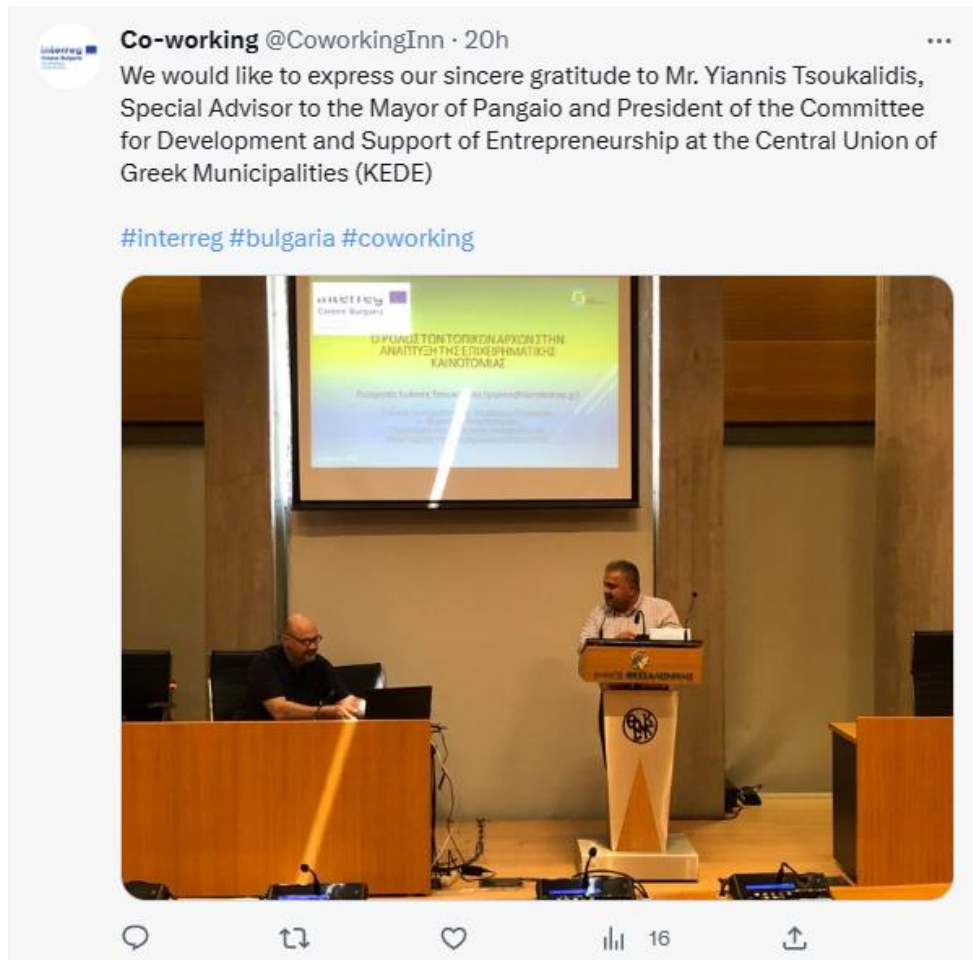 Co-working @CoworkingInn · 20h
We would like to express our sincere gratitude to Mr. Yiannis Tsoukalidis,
Special Advisor to the Mayor of Pangaio and President of the Committee
for Development and Support of Entrepreneurship at the Central Union of
Greek Municipalities (KEDE)
#interreg #bulgaria #coworking
interreg
Greece-Bulgaria
Ο ΡΟΛΟΣ ΤΩΝ ΤΟΠΙΚΩΝ ΑΡΧΩΝ ΣΤΗΝ
ΑΝΑΠΤΥΞΗ ΤΗΣ ΕΠΙΧΕΙΡΗΜΑΤΙΚΗΣ
ΚΑΙΝΟΤΟΜΙΑΣ
ΔΗΜΟΣ ΘΕΣΣΑΛΟΝΙΚΗΣ
16